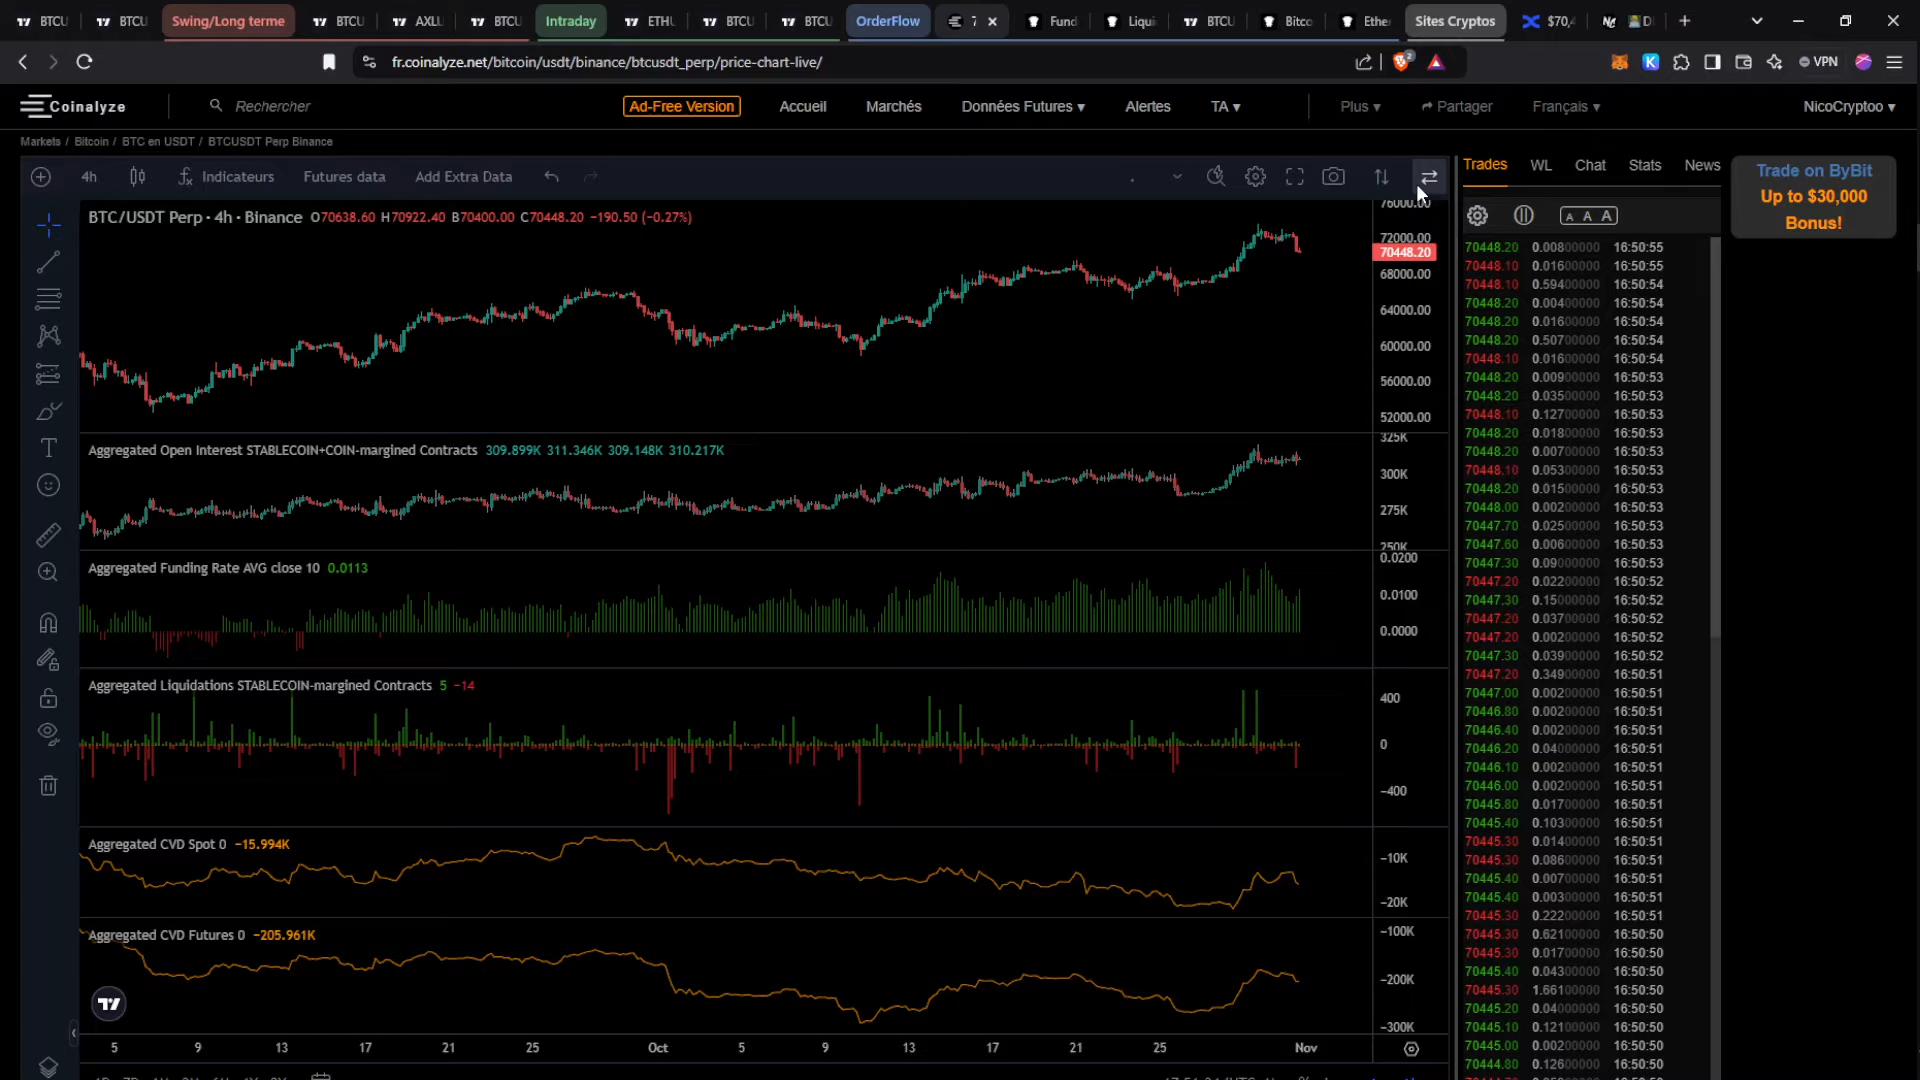 BTCU BTCU Swing/Long terme BTCU AXLU BTCU Intraday ETHU BTCU BTCU OrderFlow 7 Fund Liqui BTCU Bitco Ethe Sites Cryptos $70,4
fr.coinalyze.net/bitcoin/usdt/binance/btcusdt_perp/price-chart-live/
VPN
Coinalyze
Rechercher
Ad-Free Version
Accueil
Marchés
Données Futures
Alertes
TA
Plus
Partager
Français
NicoCryptoo
Markets / Bitcoin / BTC en USDT / BTCUSDT Perp Binance
4h Indicateurs Futures data Add Extra Data
BTC/USDT Perp · 4h · Binance O70638.60 H70922.40 B70400.00 C70448.20 −190.50 (−0.27%)
76000.00
72000.00
70448.20
68000.00
64000.00
60000.00
56000.00
52000.00
Aggregated Open Interest STABLECOIN+COIN-margined Contracts 309.899K 311.346K 309.148K 310.217K
325K
300K
275K
250K
Aggregated Funding Rate AVG close 10 0.0113
0.0200
0.0100
0.0000
Aggregated Liquidations STABLECOIN-margined Contracts 5 −14
400
0
−400
Aggregated CVD Spot 0 −15.994K
−10K
−20K
Aggregated CVD Futures 0 −205.961K
−100K
−200K
−300K
5 9 13 17 21 25 Oct 5 9 13 17 21 25 Nov
Trades WL Chat Stats News
A A A
70448.20 0.00800000 16:50:55
70448.10 0.01600000 16:50:55
70448.10 0.59400000 16:50:54
70448.20 0.00400000 16:50:54
70448.20 0.01600000 16:50:54
70448.20 0.50700000 16:50:54
70448.10 0.01600000 16:50:54
70448.20 0.00900000 16:50:53
70448.20 0.03500000 16:50:53
70448.10 0.12700000 16:50:53
70448.20 0.01800000 16:50:53
70448.20 0.00700000 16:50:53
70448.10 0.05300000 16:50:53
70448.20 0.01500000 16:50:53
70448.00 0.00200000 16:50:53
70447.70 0.02500000 16:50:53
70447.60 0.00600000 16:50:53
70447.30 0.09000000 16:50:53
70447.20 0.02200000 16:50:52
70447.30 0.15000000 16:50:52
70447.20 0.03700000 16:50:52
70447.20 0.00200000 16:50:52
70447.30 0.03900000 16:50:52
70447.20 0.34900000 16:50:51
70447.00 0.00200000 16:50:51
70446.80 0.00200000 16:50:51
70446.40 0.00200000 16:50:51
70446.20 0.04000000 16:50:51
70446.10 0.00200000 16:50:51
70446.00 0.00200000 16:50:51
70445.80 0.01700000 16:50:51
70445.40 0.10300000 16:50:51
70445.30 0.01400000 16:50:51
70445.30 0.08600000 16:50:51
70445.40 0.00700000 16:50:51
70445.40 0.00300000 16:50:51
70445.30 0.22200000 16:50:51
70445.30 0.62100000 16:50:50
70445.30 0.01700000 16:50:50
70445.40 0.04300000 16:50:50
70445.30 1.66100000 16:50:50
70445.20 0.04000000 16:50:50
70445.10 0.12100000 16:50:50
70445.00 0.00200000 16:50:50
70444.80 0.12600000 16:50:50
Trade on ByBit
Up to $30,000
Bonus!